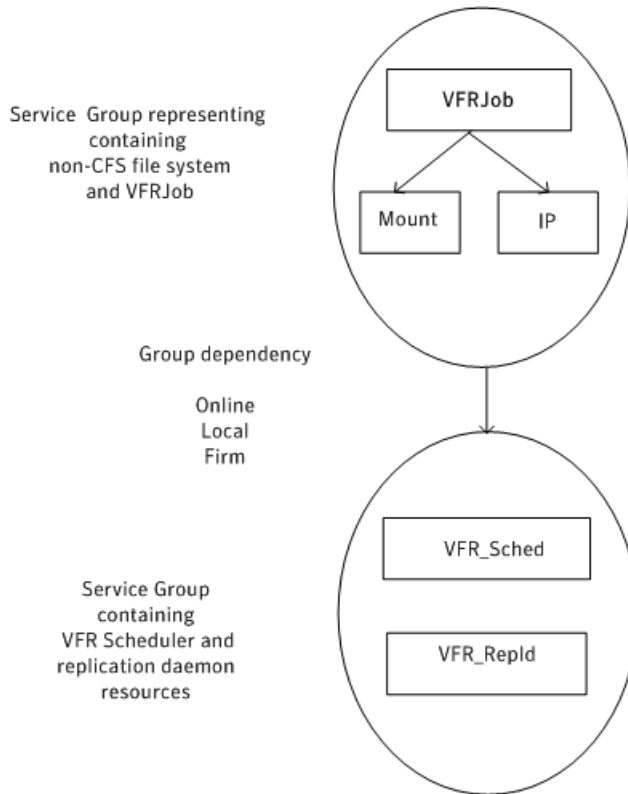 VFRJob
Service Group representing
containing
non-CFS file system
and VFRJob
Mount
IP
Group dependency
Online
Local
Firm
VFR_Sched
Service Group
containing
VFR Scheduler and
replication daemon
resources
VFR_Repld